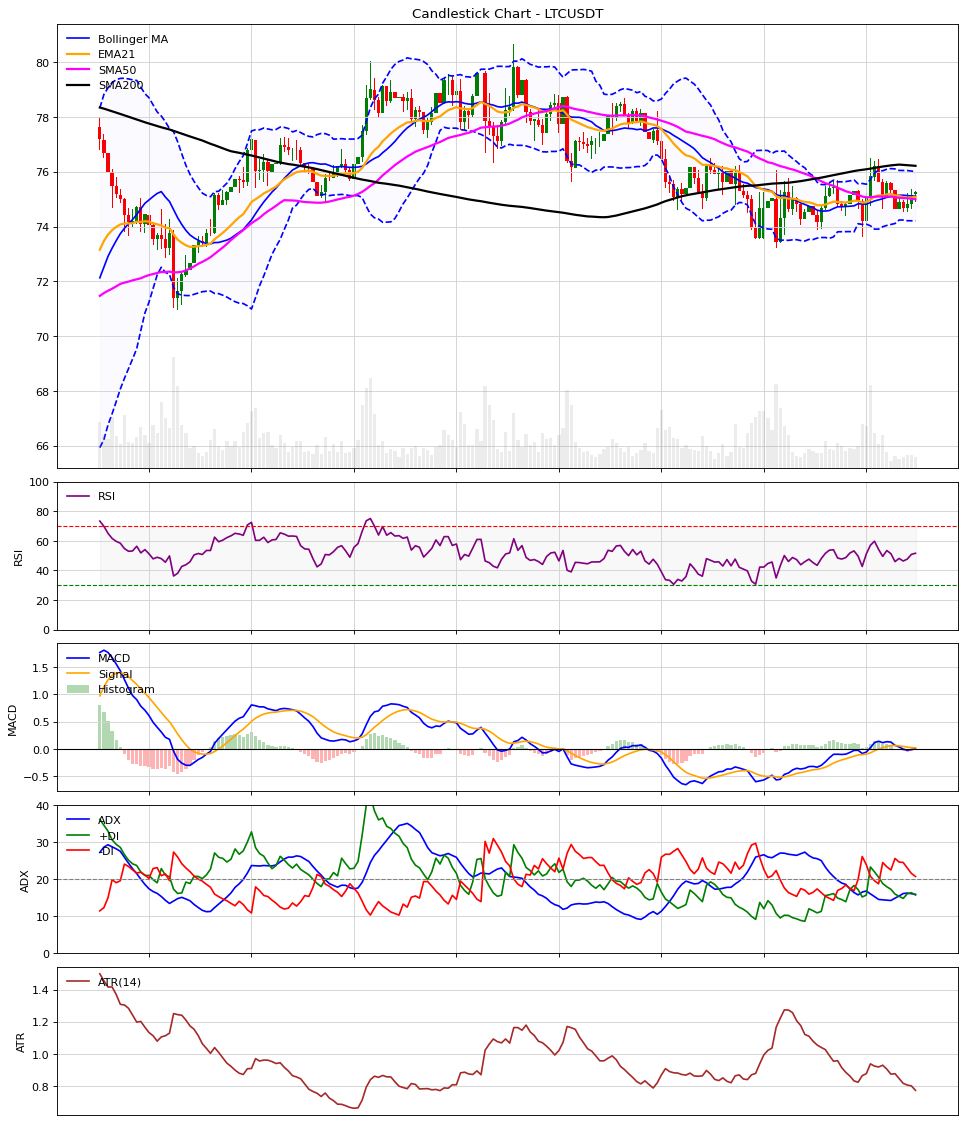 Candlestick Chart - LTCUSDT
Bollinger MA
EMA21
SMA50
SMA200
80
78
76
74
72
70
68
66
RSI
100
80
60
40
20
0
RSI
MACD
Signal
Histogram
1.5
1.0
0.5
0.0
−0.5
MACD
ADX
+DI
-DI
40
30
20
10
0
ADX
ATR(14)
1.4
1.2
1.0
0.8
ATR